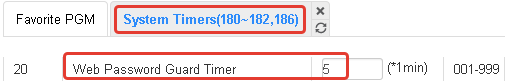 Favorite PGM System Timers(180~182,186)
20 Web Password Guard Timer 5 (*1min) 001-999